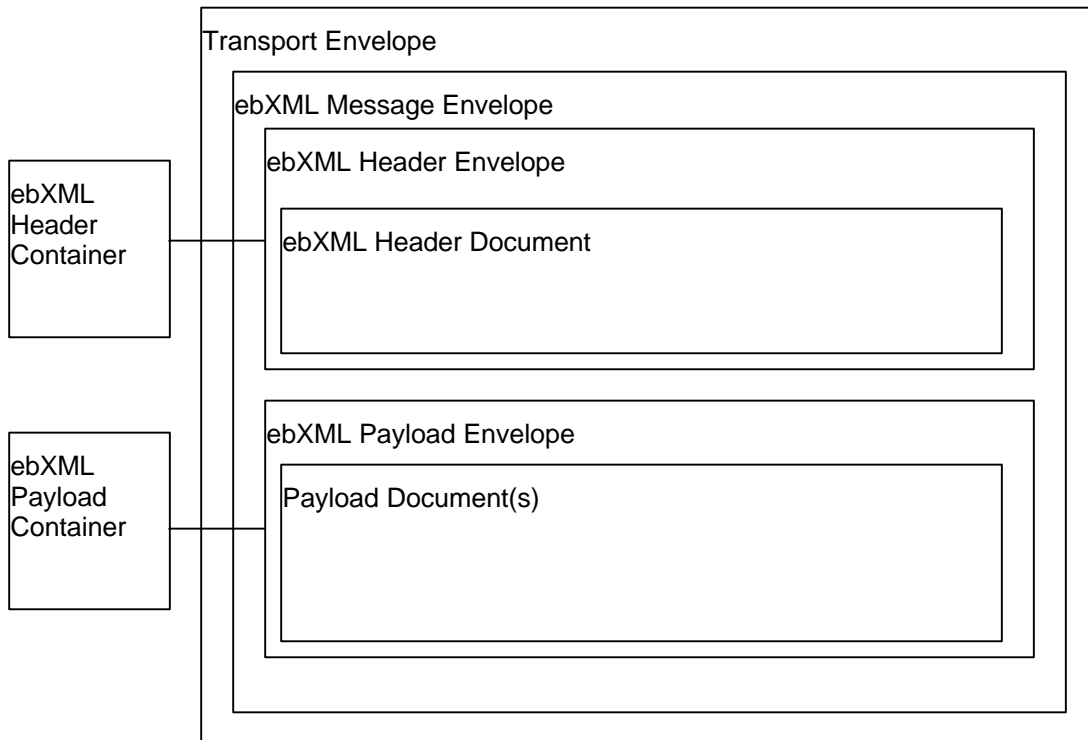 Transport Envelope
ebXML Message Envelope
ebXML Header Envelope
ebXML
Header
Container
ebXML Header Document
ebXML Payload Envelope
ebXML
Payload
Container
Payload Document(s)